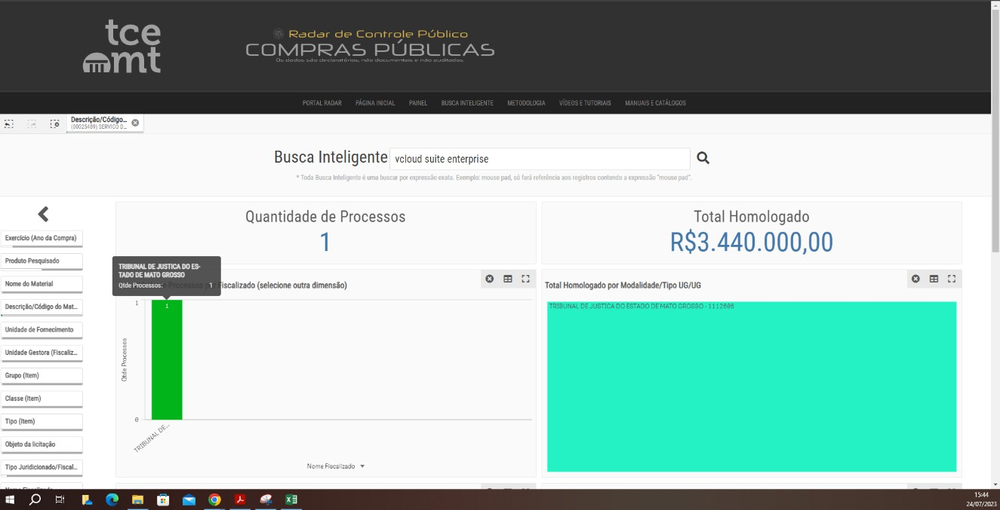 tce
mt
Radar de Controle Público
COMPRAS PÚBLICAS
Os dados são declaratórios, não documentais e não auditados.
PORTAL RADAR PÁGINA INICIAL PAINEL BUSCA INTELIGENTE METODOLOGIA VÍDEOS E TUTORIAIS MANUAIS E CATÁLOGOS
Descrição/Código...
(00025489) SERVICO D...
Busca Inteligente vcloud suite enterprise
* Toda Busca Inteligente é uma buscar por expressão exata. Exemplo: mouse pad, só fará referência aos registros contendo a expressão "mouse pad".
Exercício (Ano da Compra)
Produto Pesquisado
Nome do Material
Descrição/Código do Mat...
Unidade de Fornecimento
Unidade Gestora (Fiscaliz...
Grupo (Item)
Classe (Item)
Tipo (Item)
Objeto da licitação
Tipo Juridicionado/Fiscal...
Quantidade de Processos
1
Total Homologado
R$3.440.000,00
TRIBUNAL DE JUSTICA DO ES-
TADO DE MATO GROSSO
Qtde Processos: 1
Fiscalizado (selecione outra dimensão)
1
1
Qtde Processos
0
TRIBUNAL DE...
Nome Fiscalizado
Total Homologado por Modalidade/Tipo UG/UG
TRIBUNAL DE JUSTICA DO ESTADO DE MATO GROSSO - 1112606
15:44
24/07/2023